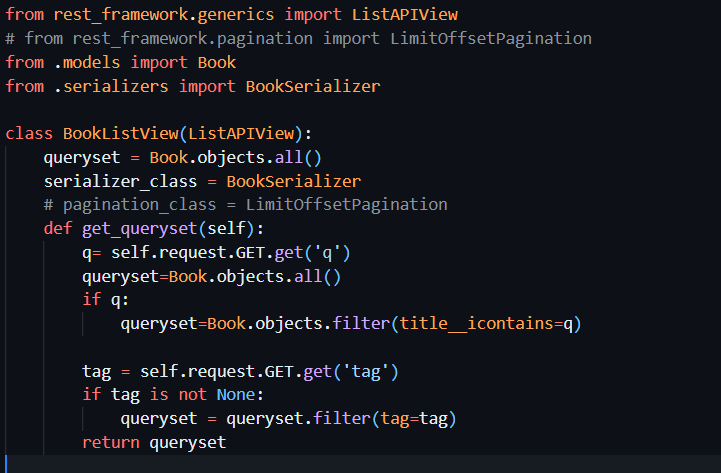 from rest_framework.generics import ListAPIView
# from rest_framework.pagination import LimitOffsetPagination
from .models import Book
from .serializers import BookSerializer

class BookListView(ListAPIView):
    queryset = Book.objects.all()
    serializer_class = BookSerializer
    # pagination_class = LimitOffsetPagination
    def get_queryset(self):
        q= self.request.GET.get('q')
        queryset=Book.objects.all()
        if q:
            queryset=Book.objects.filter(title__icontains=q)

        tag = self.request.GET.get('tag')
        if tag is not None:
            queryset = queryset.filter(tag=tag)
        return queryset